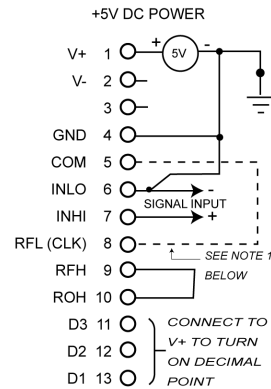 +5V DC POWER
V+ 1 + 5V -
V- 2
3
GND 4
COM 5
INLO 6 -
SIGNAL INPUT
INHI 7 +
RFL (CLK) 8
SEE NOTE 1
BELOW
RFH 9
ROH 10
D3 11 CONNECT TO
V+ TO TURN
D2 12 ON DECIMAL
D1 13 POINT